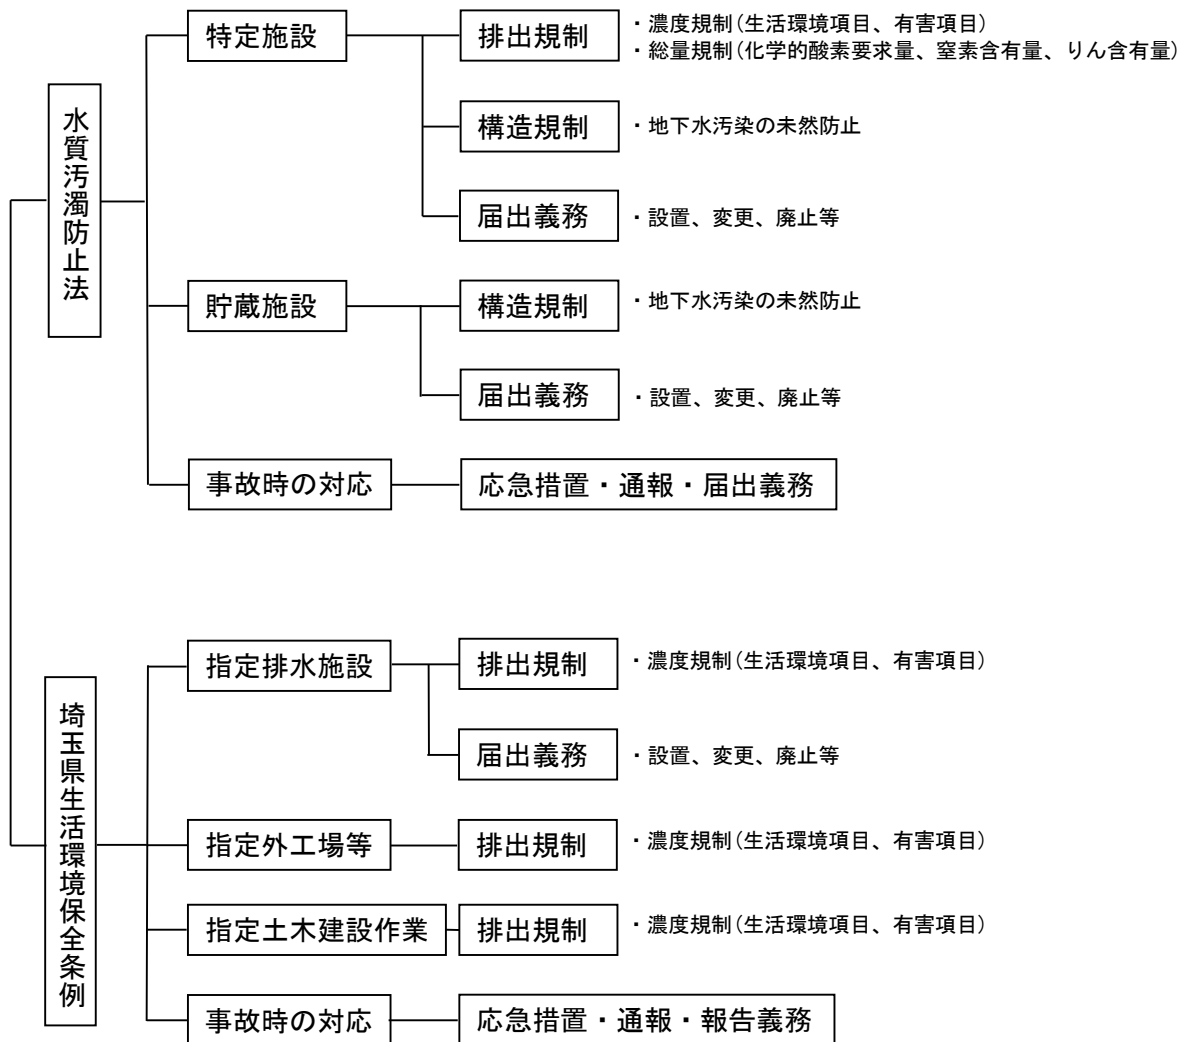 水質汚濁防止法
特定施設
排出規制
・濃度規制(生活環境項目、有害項目)
・総量規制(化学的酸素要求量、窒素含有量、りん含有量)
構造規制
・地下水汚染の未然防止
届出義務
・設置、変更、廃止等
貯蔵施設
構造規制
・地下水汚染の未然防止
届出義務
・設置、変更、廃止等
事故時の対応
応急措置・通報・届出義務
埼玉県生活環境保全条例
指定排水施設
排出規制
・濃度規制(生活環境項目、有害項目)
届出義務
・設置、変更、廃止等
指定外工場等
排出規制
・濃度規制(生活環境項目、有害項目)
指定土木建設作業
排出規制
・濃度規制(生活環境項目、有害項目)
事故時の対応
応急措置・通報・報告義務